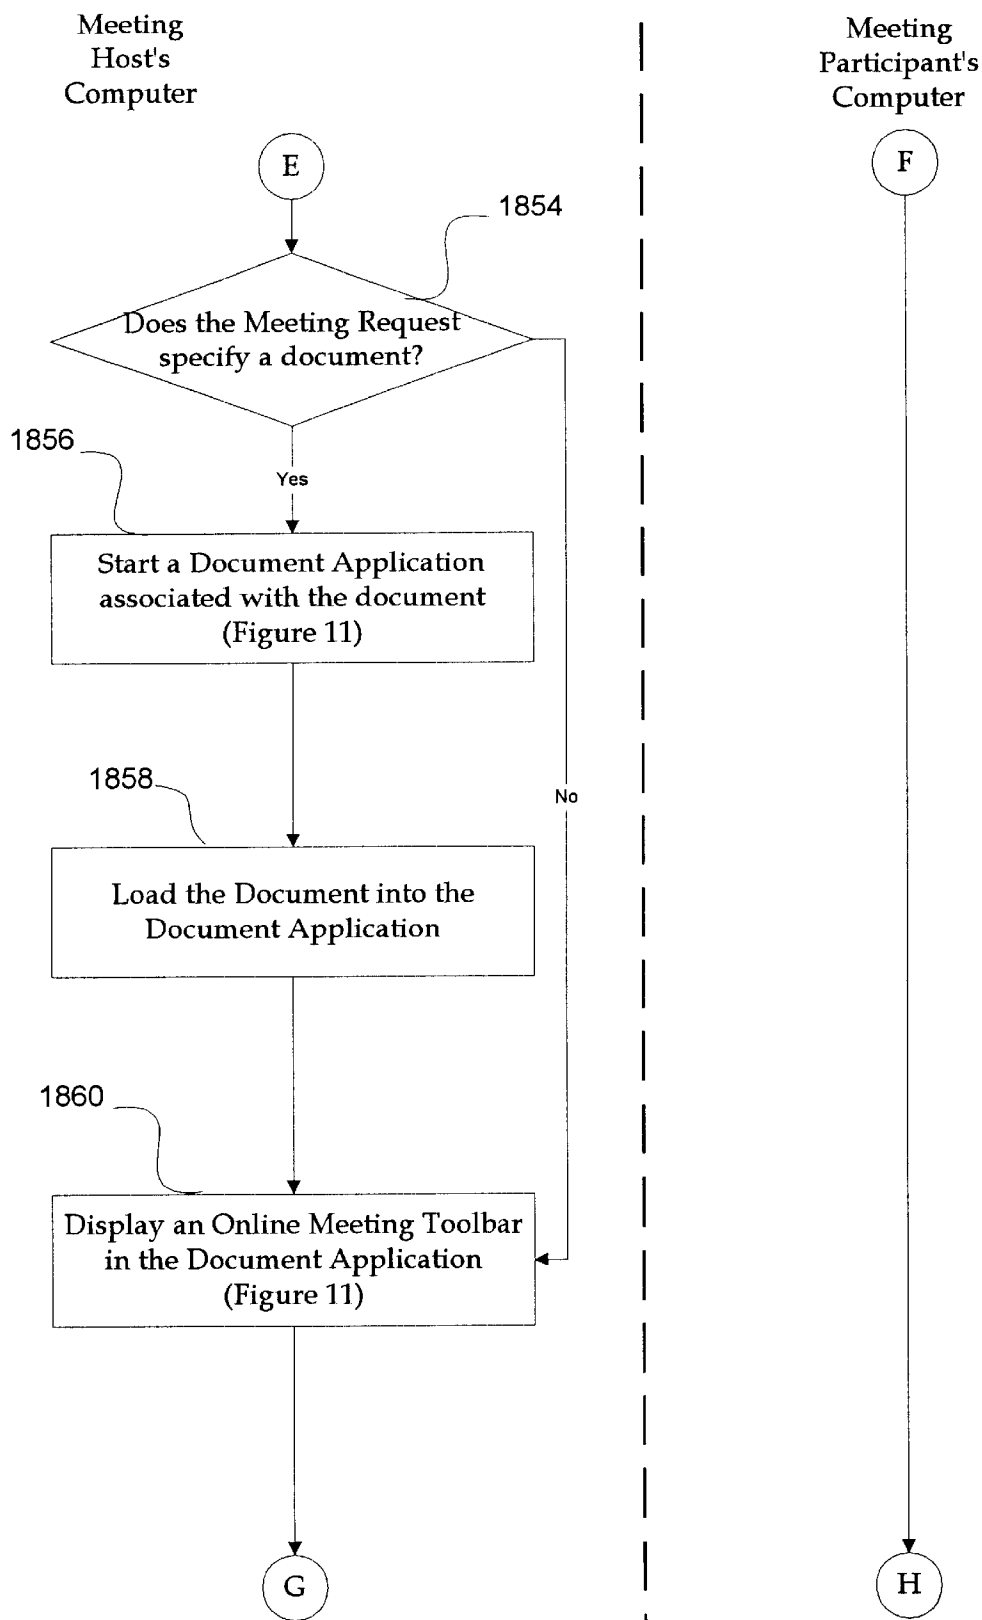 Meeting
Host's
Computer
Meeting
Participant's
Computer
E
F
1854
Does the Meeting Request
specify a document?
1856
Yes
Start a Document Application
associated with the document
(Figure 11)
1858
No
Load the Document into the
Document Application
1860
Display an Online Meeting Toolbar
in the Document Application
(Figure 11)
G
H